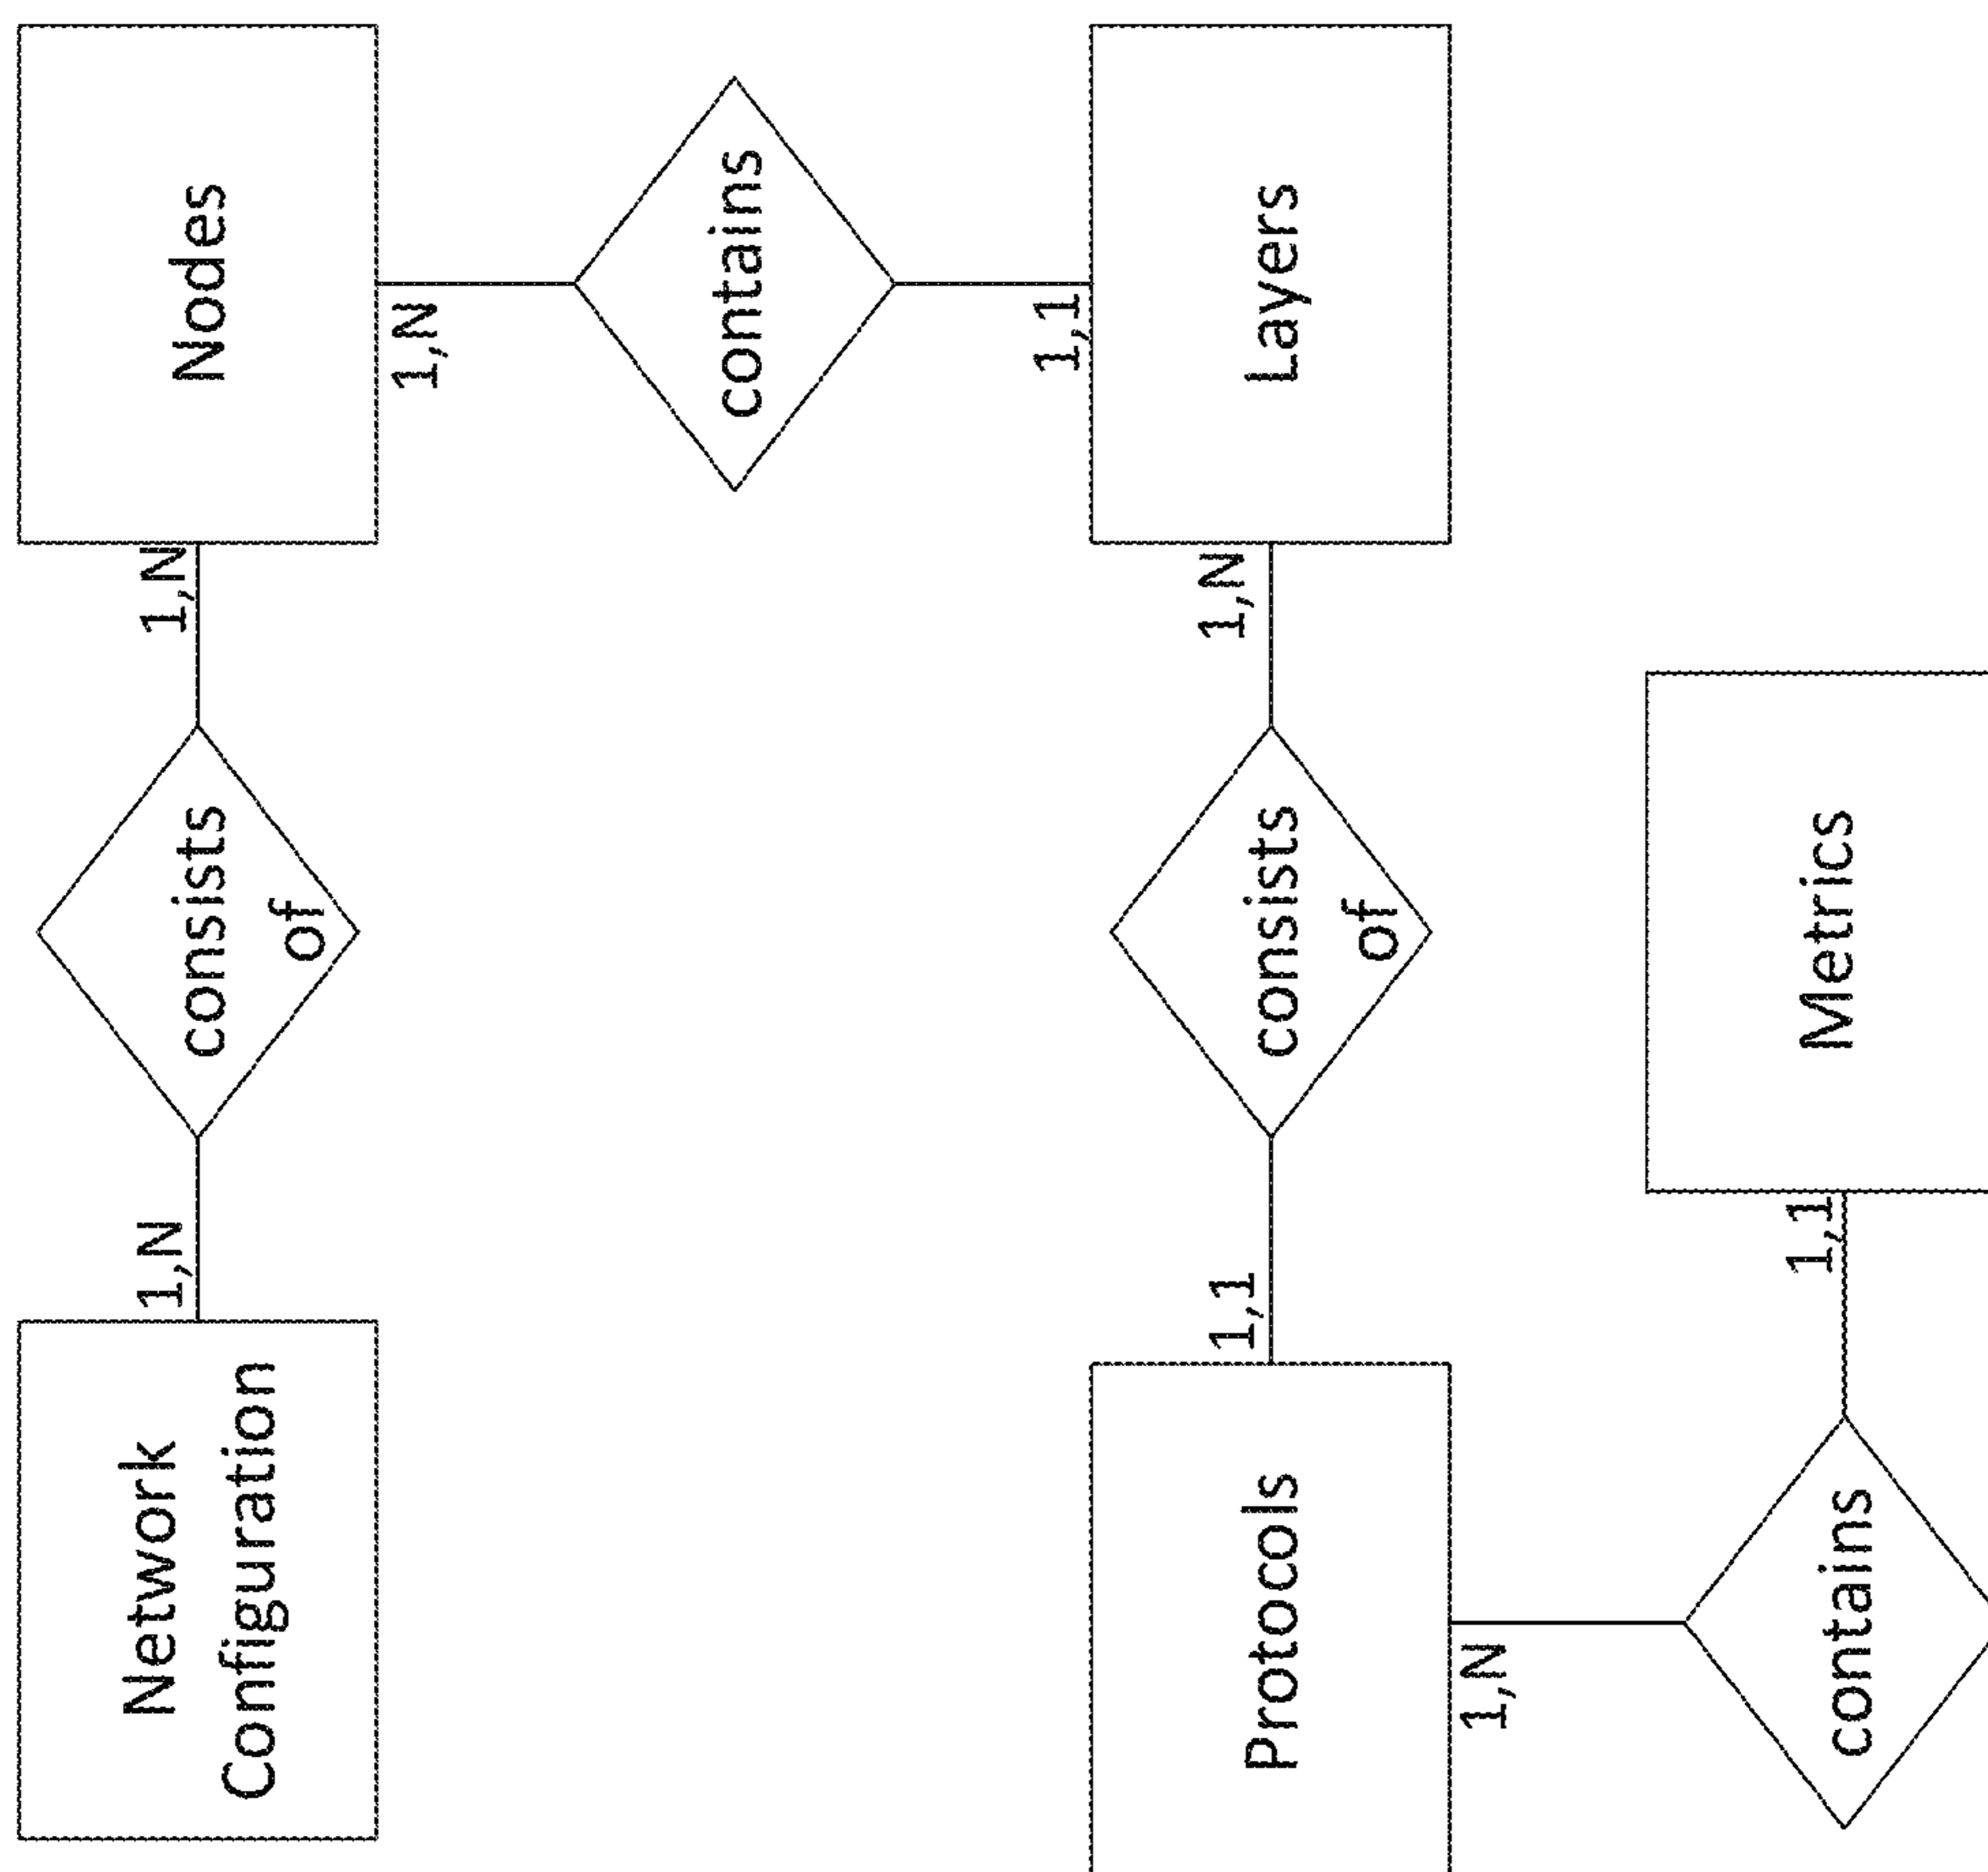 Network
Configuration
1,N
consists
of
1,N
Nodes
1,N
contains
1,1
Layers
1,N
consists
of
1,1
Protocols
1,N
contains
1,1
Metrics